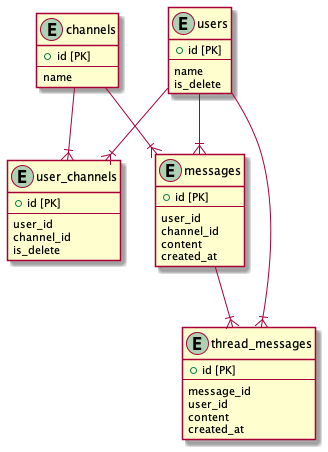 E channels
id [PK]
name
E users
id [PK]
name
is_delete
E user_channels
id [PK]
user_id
channel_id
is_delete
E messages
id [PK]
user_id
channel_id
content
created_at
E thread_messages
id [PK]
message_id
user_id
content
created_at